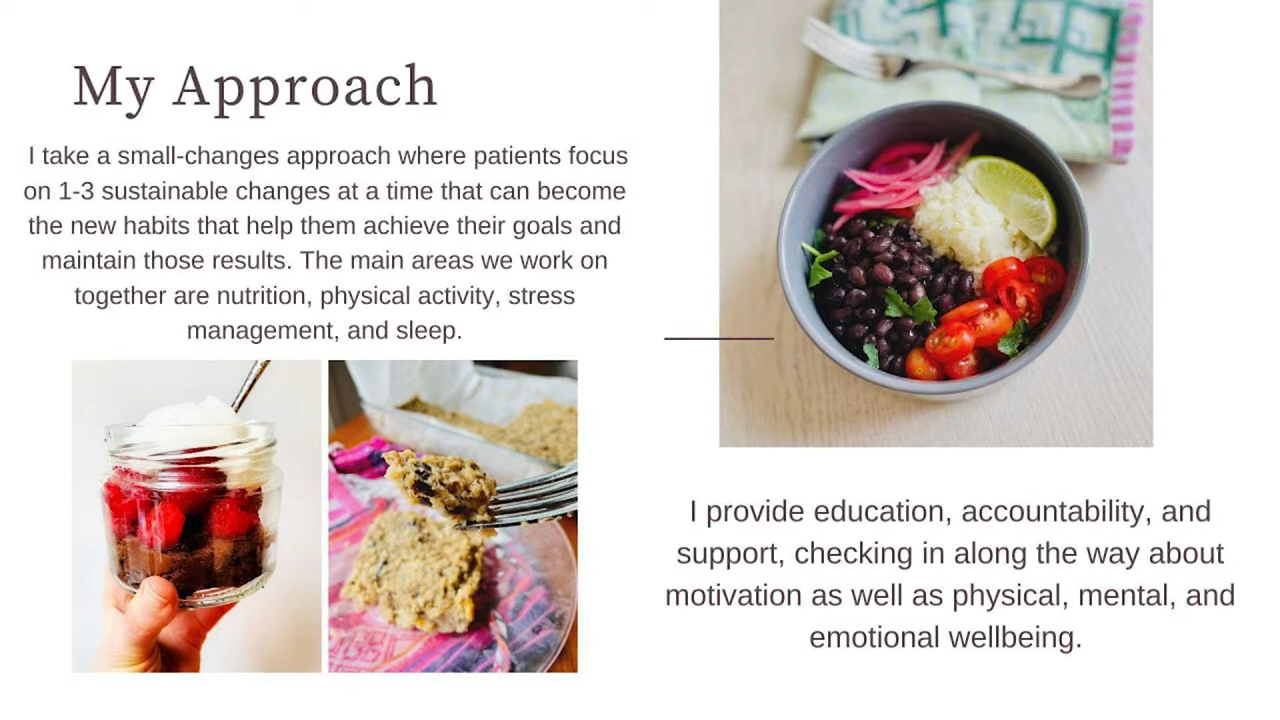 My Approach
I take a small-changes approach where patients focus
on 1-3 sustainable changes at a time that can become
the new habits that help them achieve their goals and
maintain those results. The main areas we work on
together are nutrition, physical activity, stress
management, and sleep.
I provide education, accountability, and
support, checking in along the way about
motivation as well as physical, mental, and
emotional wellbeing.